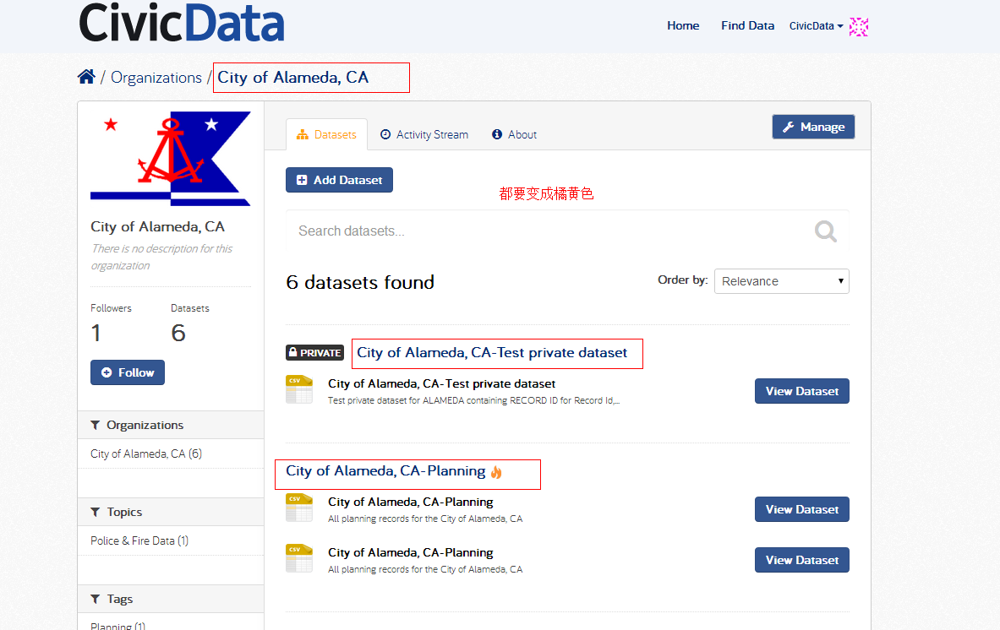 CivicData
Home Find Data CivicData
/ Organizations / City of Alameda, CA
City of Alameda, CA
There is no description for this
organization
Followers Datasets
1 6
Follow
Organizations
City of Alameda, CA (6)
Topics
Police & Fire Data (1)
Tags
Planning (1)
Datasets Activity Stream About
Manage
Add Dataset
都要变成橘黄色
Search datasets...
6 datasets found
Order by: Relevance
PRIVATE City of Alameda, CA-Test private dataset
CSV
City of Alameda, CA-Test private dataset
Test private dataset for ALAMEDA containing RECORD ID for Record Id,...
View Dataset
City of Alameda, CA-Planning
CSV
City of Alameda, CA-Planning
All planning records for the City of Alameda, CA
View Dataset
CSV
City of Alameda, CA-Planning
All planning records for the City of Alameda, CA
View Dataset